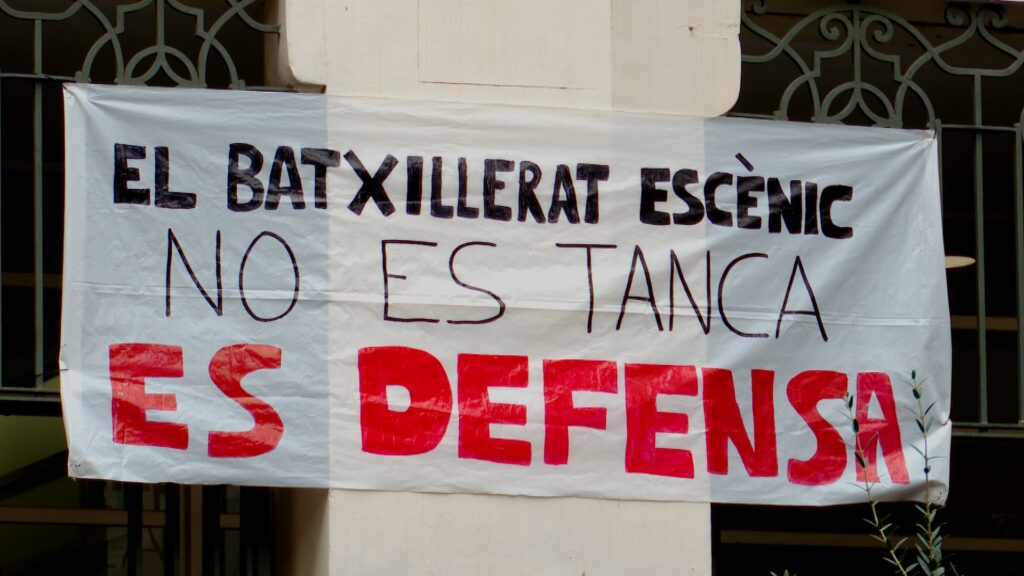 EL BATXILLERAT ESCÈNIC
NO ES TANCA
ES DEFENSA